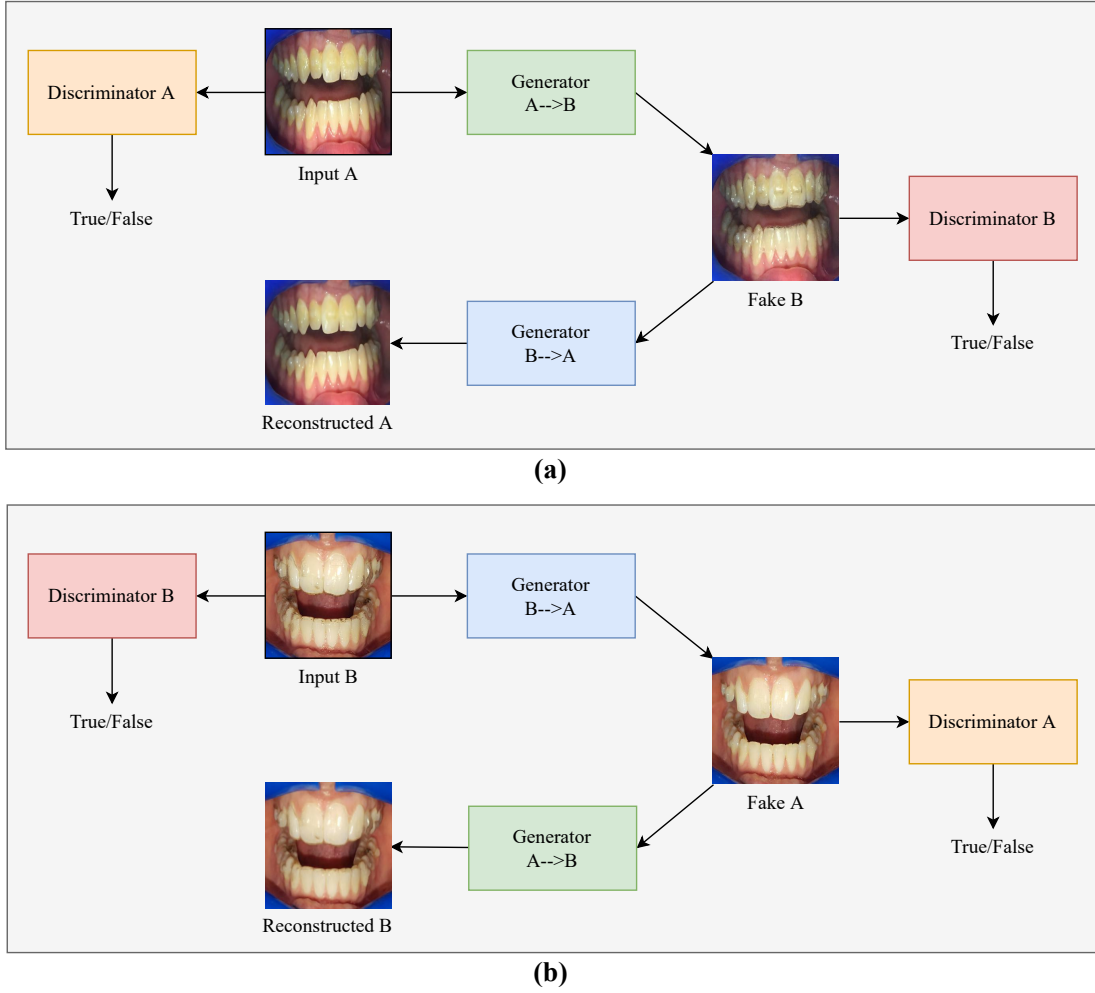 Discriminator A
Generator
A-->B
Input A
True/False
Discriminator B
Fake B
Generator
B-->A
True/False
Reconstructed A
(a)
Discriminator B
Generator
B-->A
Input B
True/False
Discriminator A
Fake A
Generator
A-->B
True/False
Reconstructed B
(b)